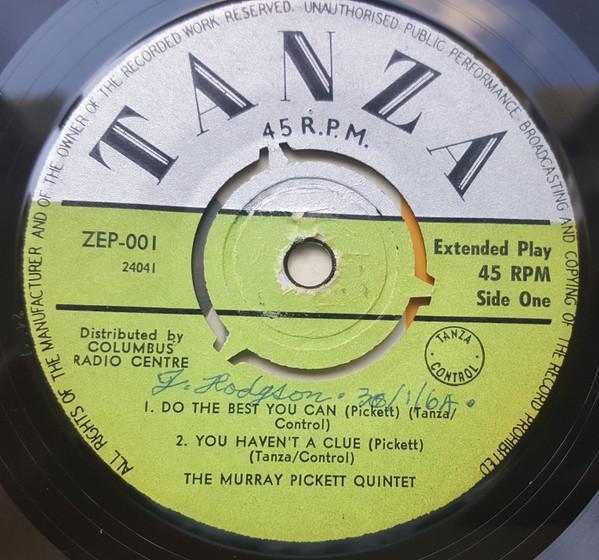 ALL RIGHTS OF THE MANUFACTURER AND OF THE OWNER OF THE RECORDED WORK RESERVED. UNAUTHORISED PUBLIC PERFORMANCE BROADCASTING AND COPYING OF THE RECORD PROHIBITED
TANZA
45 R.P.M.
ZEP-001
24041
Extended Play
45 RPM
Side One
Distributed by
COLUMBUS
RADIO CENTRE
TANZA
CONTROL
Hodgson
1. DO THE BEST YOU CAN (Pickett) (Tanza/
Control)
2. YOU HAVEN'T A CLUE (Pickett)
(Tanza/Control)
THE MURRAY PICKETT QUINTET